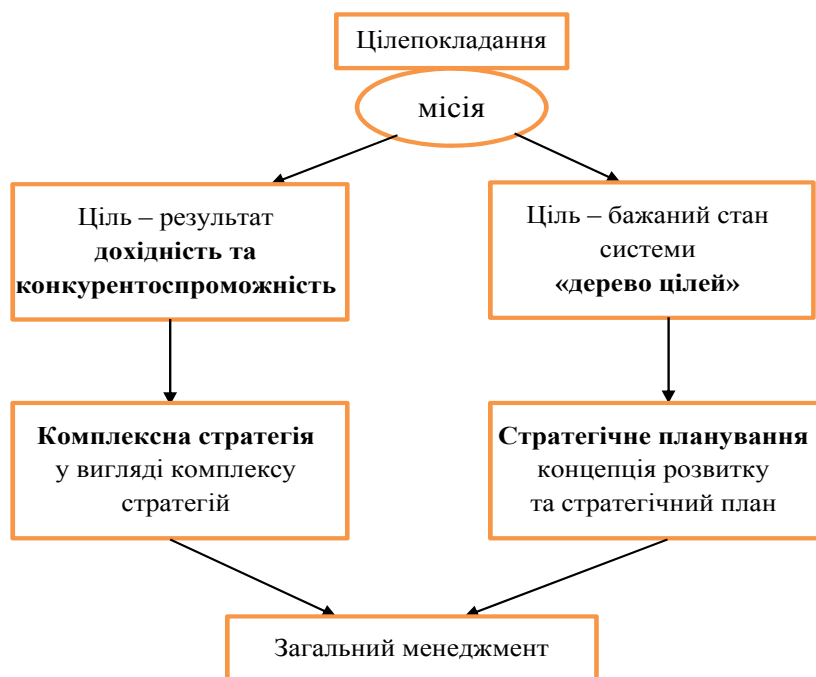 Цілепокладання
місія
Ціль – результат
дохідність та
конкурентоспроможність
Ціль – бажаний стан
системи
«дерево цілей»
Комплексна стратегія
у вигляді комплексу
стратегій
Стратегічне планування
концепція розвитку
та стратегічний план
Загальний менеджмент